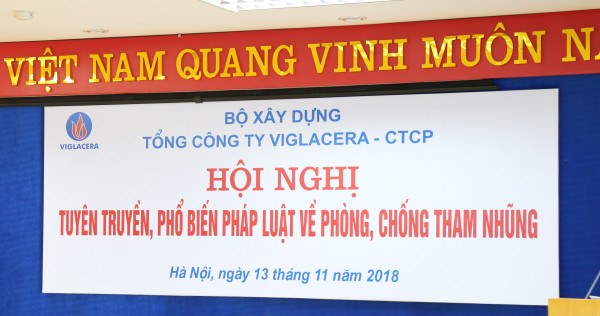 VIỆT NAM QUANG VINH MUÔN N
VIGLACERA
BỘ XÂY DỰNG
TỔNG CÔNG TY VIGLACERA - CTCP
HỘI NGHỊ
TUYÊN TRUYỀN, PHỔ BIẾN PHÁP LUẬT VỀ PHÒNG, CHỐNG THAM NHŨNG
Hà Nội, ngày 13 tháng 11 năm 2018